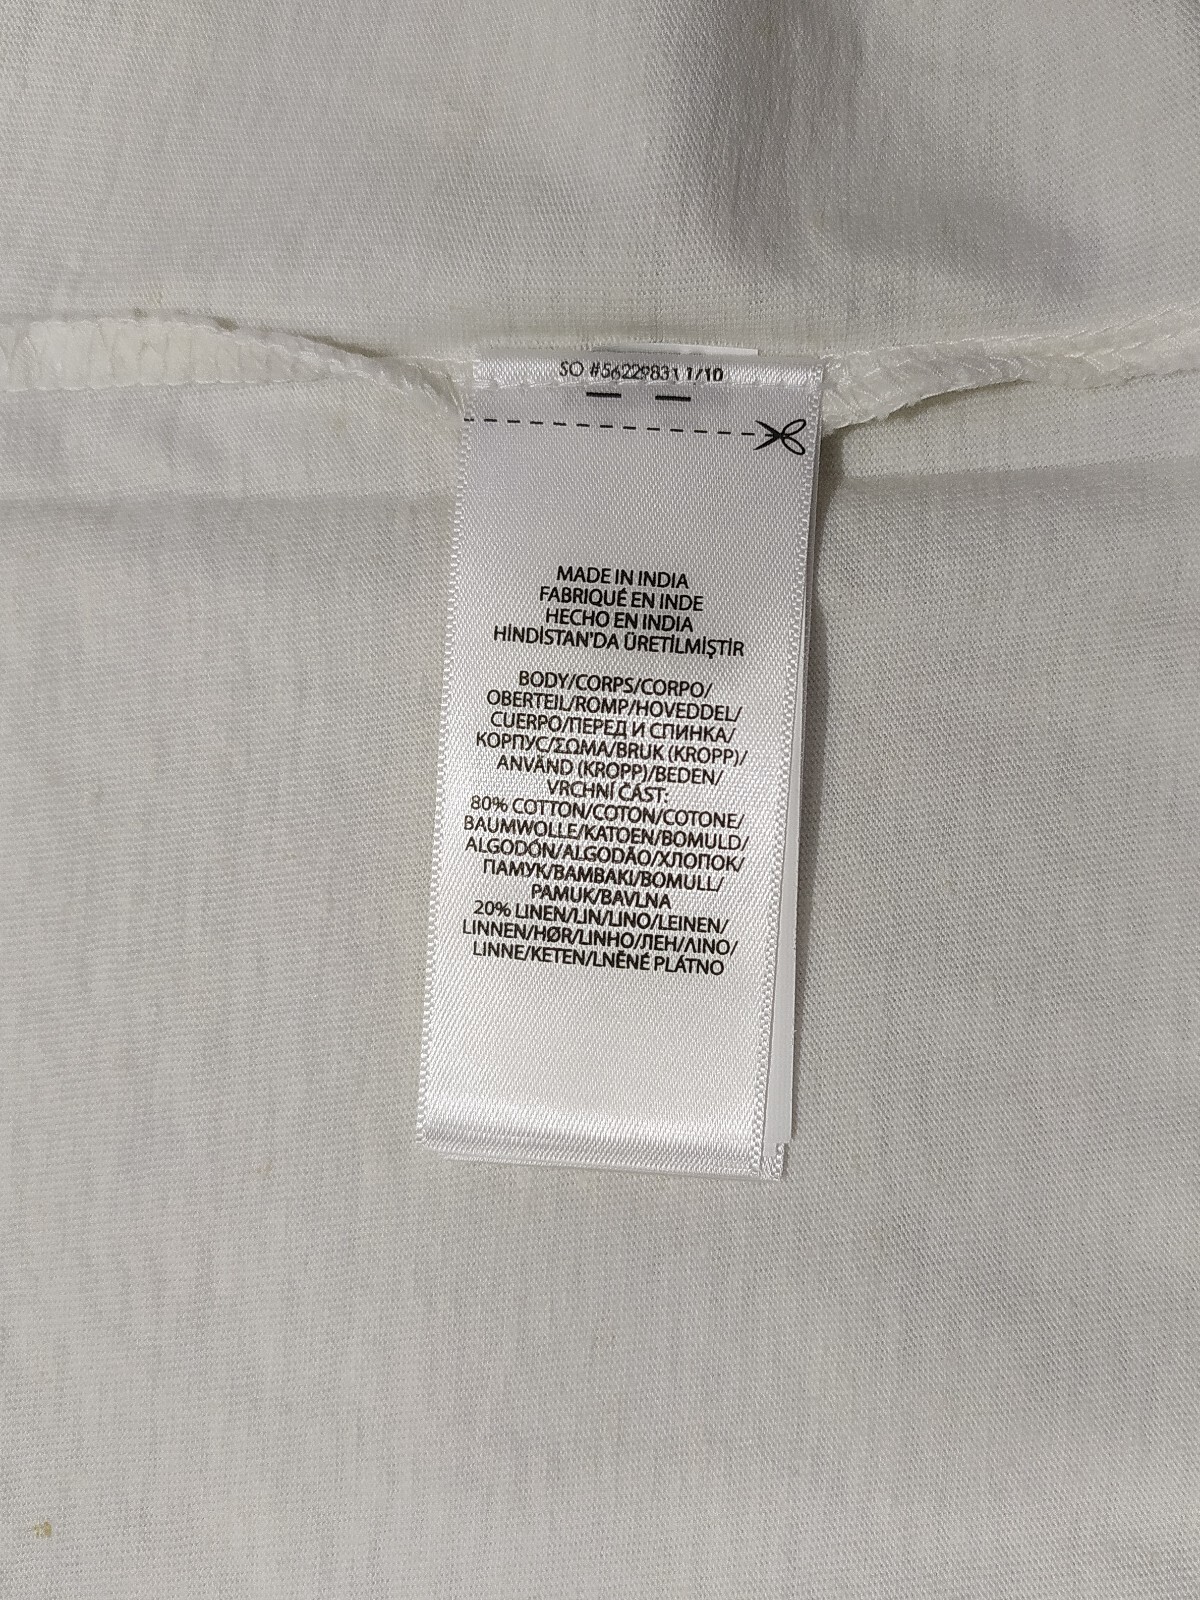 SO #56229831 1/10
MADE IN INDIA
FABRIQUÉ EN INDE
HECHO EN INDIA
HİNDİSTAN'DA ÜRETİLMİŞTİR
BODY/CORPS/CORPO/
OBERTEIL/ROMP/HOVEDDEL/
CUERPO/ПЕРЕД И СПИНКА/
КОРПУС/ΣΩΜΑ/BRUK (KROPP)/
ANVÄND (KROPP)/BEDEN/
VRCHNÍ ČÁST:
80% COTTON/COTON/COTONE/
BAUMWOLLE/KATOEN/BOMULD/
ALGODÓN/ALGODÃO/ХЛОПОК/
ПАМУК/ΒΑΜΒΑΚΙ/BOMULL/
PAMUK/BAVLNA
20% LINEN/LIN/LINO/LEINEN/
LINNEN/HØR/LINHO/ЛЕН/ΛΙΝΟ/
LINNE/KETEN/LNĚNÉ PLÁTNO